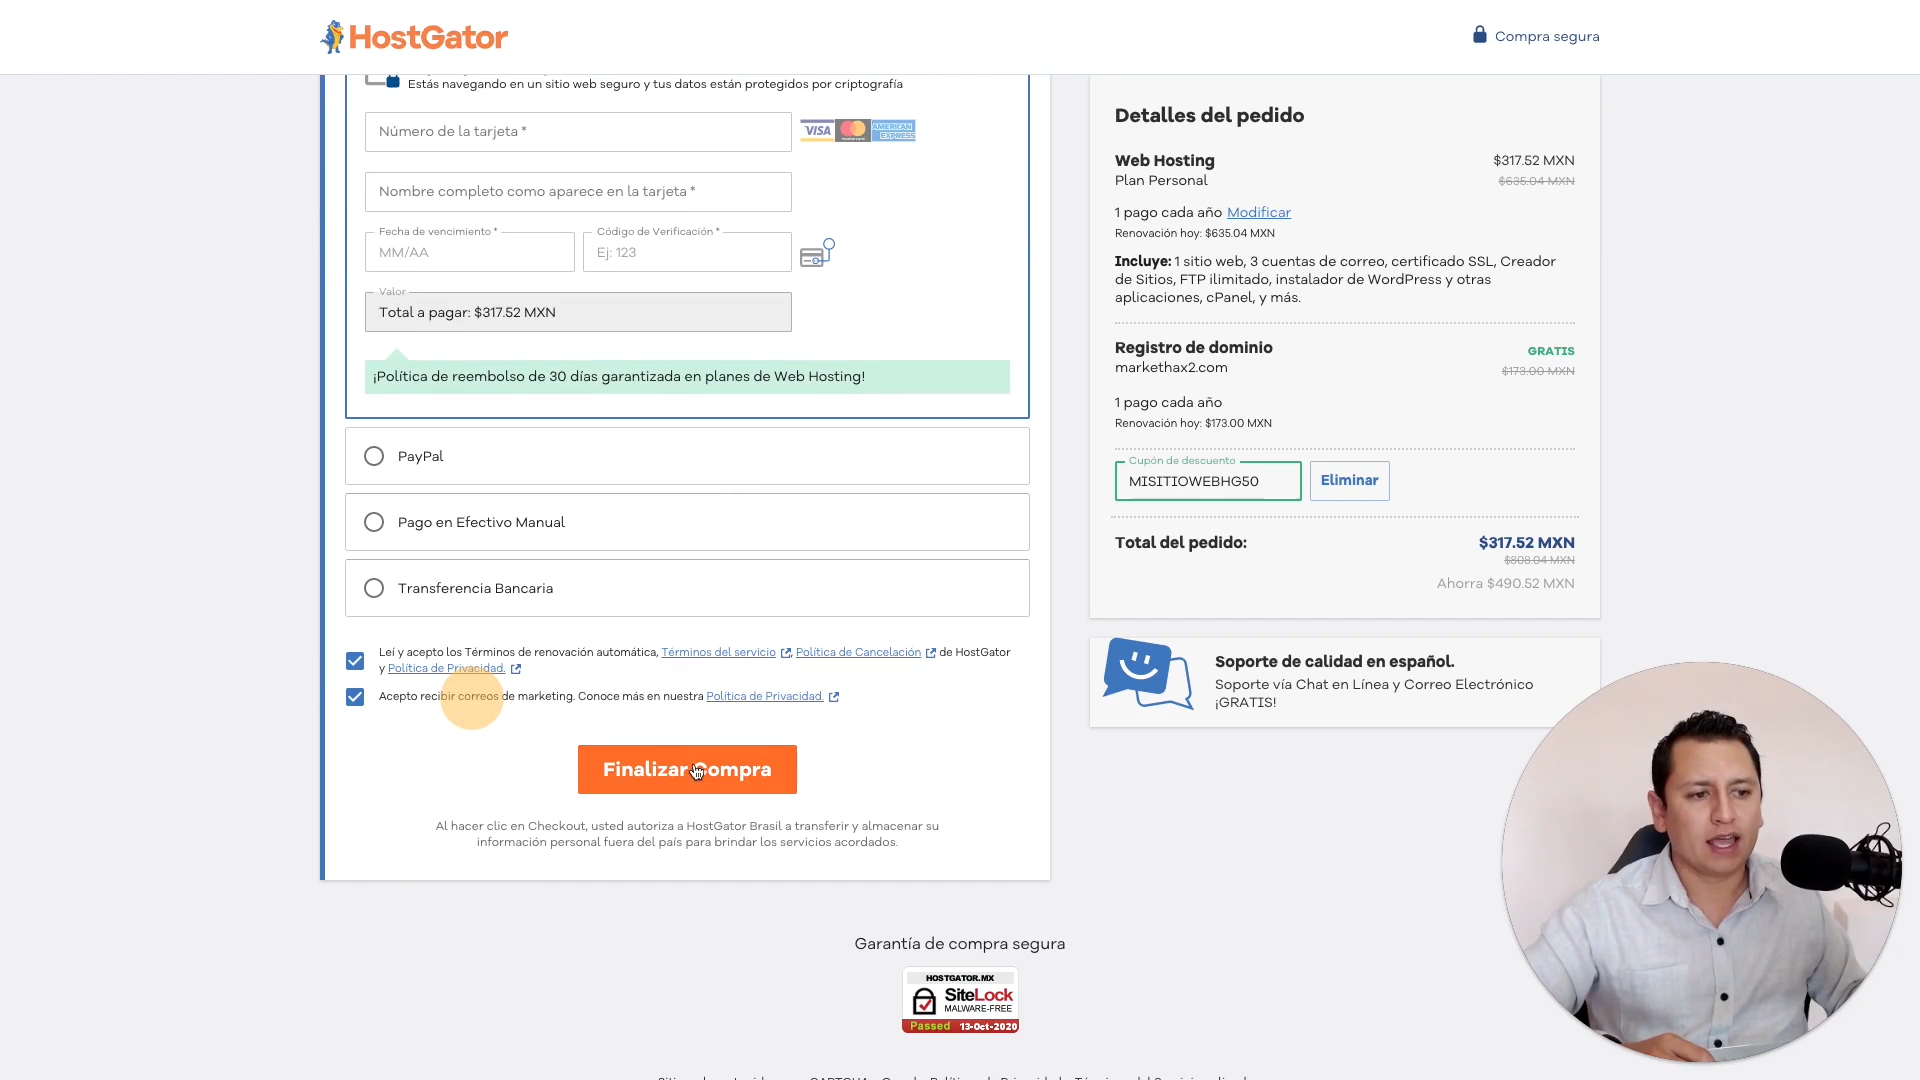 HostGator
Compra segura
Estás navegando en un sitio web seguro y tus datos están protegidos por criptografía
Número de la tarjeta *
VISA
mastercard
AMERICAN
EXPRESS
Nombre completo como aparece en la tarjeta *
Fecha de vencimiento *
MM/AA
Código de Verificación *
Ej: 123
Valor
Total a pagar: $317.52 MXN
¡Política de reembolso de 30 días garantizada en planes de Web Hosting!
PayPal
Pago en Efectivo Manual
Transferencia Bancaria
Leí y acepto los Términos de renovación automática, Términos del servicio , Política de Cancelación de HostGator
y Política de Privacidad.
Acepto recibir correos de marketing. Conoce más en nuestra Política de Privacidad.
Finalizar Compra
Al hacer clic en Checkout, usted autoriza a HostGator Brasil a transferir y almacenar su
información personal fuera del país para brindar los servicios acordados.
Detalles del pedido
Web Hosting
$317.52 MXN
Plan Personal
$635.04 MXN
1 pago cada año Modificar
Renovación hoy: $635.04 MXN
Incluye: 1 sitio web, 3 cuentas de correo, certificado SSL, Creador
de Sitios, FTP ilimitado, instalador de WordPress y otras
aplicaciones, cPanel, y más.
Registro de dominio
GRATIS
markethax2.com
$173.00 MXN
1 pago cada año
Renovación hoy: $173.00 MXN
Cupón de descuento
MISITIOWEBHG50
Eliminar
Total del pedido:
$317.52 MXN
$808.04 MXN
Ahorra $490.52 MXN
Soporte de calidad en español.
Soporte vía Chat en Línea y Correo Electrónico
¡GRATIS!
Garantía de compra segura
HOSTGATOR.MX
SiteLock
MALWARE-FREE
Passed 13-Oct-2020